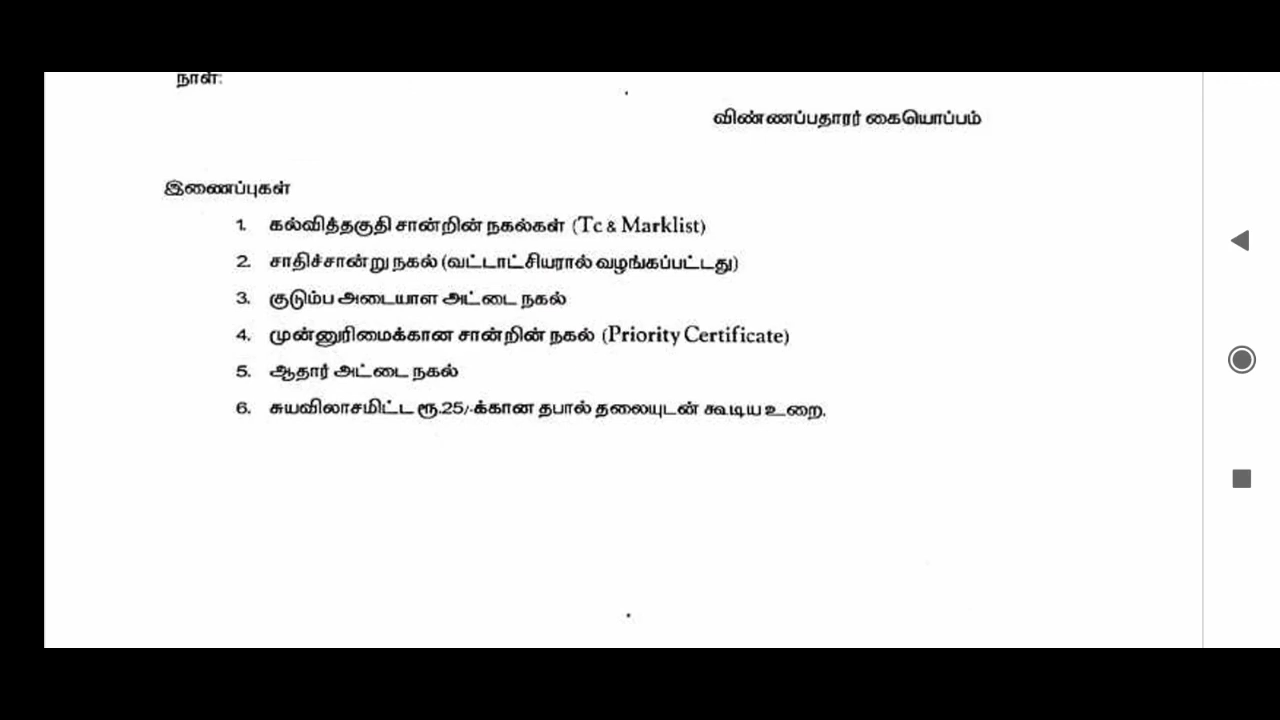 நாள்:
விண்ணப்பதாரர் கையொப்பம்
இணைப்புகள்
1. கல்வித்தகுதி சான்றின் நகல்கள் (Tc & Marklist)
2. சாதிச்சான்று நகல் (வட்டாட்சியரால் வழங்கப்பட்டது)
3. குடும்ப அடையாள அட்டை நகல்
4. முன்னுரிமைக்கான சான்றின் நகல் (Priority Certificate)
5. ஆதார் அட்டை நகல்
6. சுயவிலாசமிட்ட ரூ.25/-க்கான தபால் தலையுடன் கூடிய உறை.